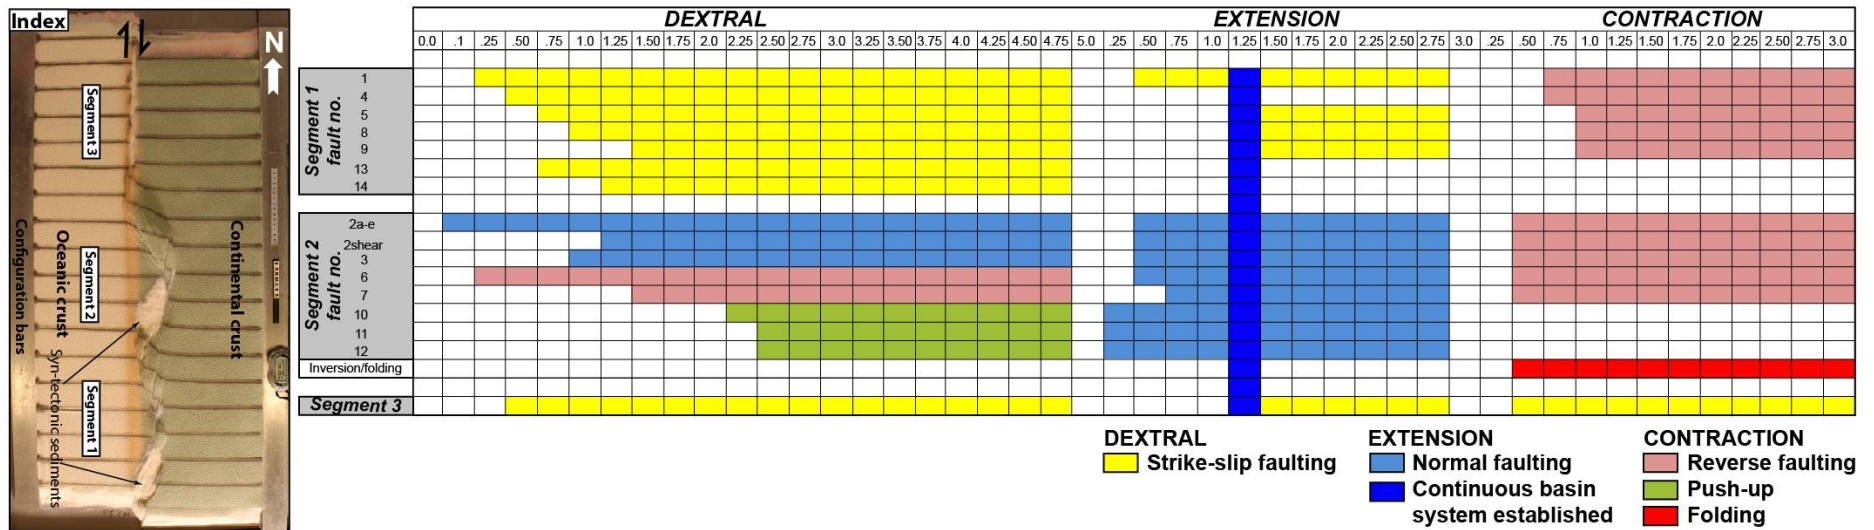 Index
N
Segment 3
Segment 2
Segment 1
Configuration bars
Oceanic crust
Continental crust
Syn-tectonic sediments
DEXTRAL EXTENSION CONTRACTION
0.0 .1 .25 .50 .75 1.0 1.25 1.50 1.75 2.0 2.25 2.50 2.75 3.0 3.25 3.50 3.75 4.0 4.25 4.50 4.75 5.0 .25 .50 .75 1.0 1.25 1.50 1.75 2.0 2.25 2.50 2.75 3.0 .25 .50 .75 1.0 1.25 1.50 1.75 2.0 2.25 2.50 2.75 3.0
Segment 1
fault no.
1
4
5
8
9
13
14
Segment 2
fault no.
2a-e
2shear
3
6
7
10
11
12
Inversion/folding
Segment 3
DEXTRAL
Strike-slip faulting
EXTENSION
Normal faulting
Continuous basin
system established
CONTRACTION
Reverse faulting
Push-up
Folding